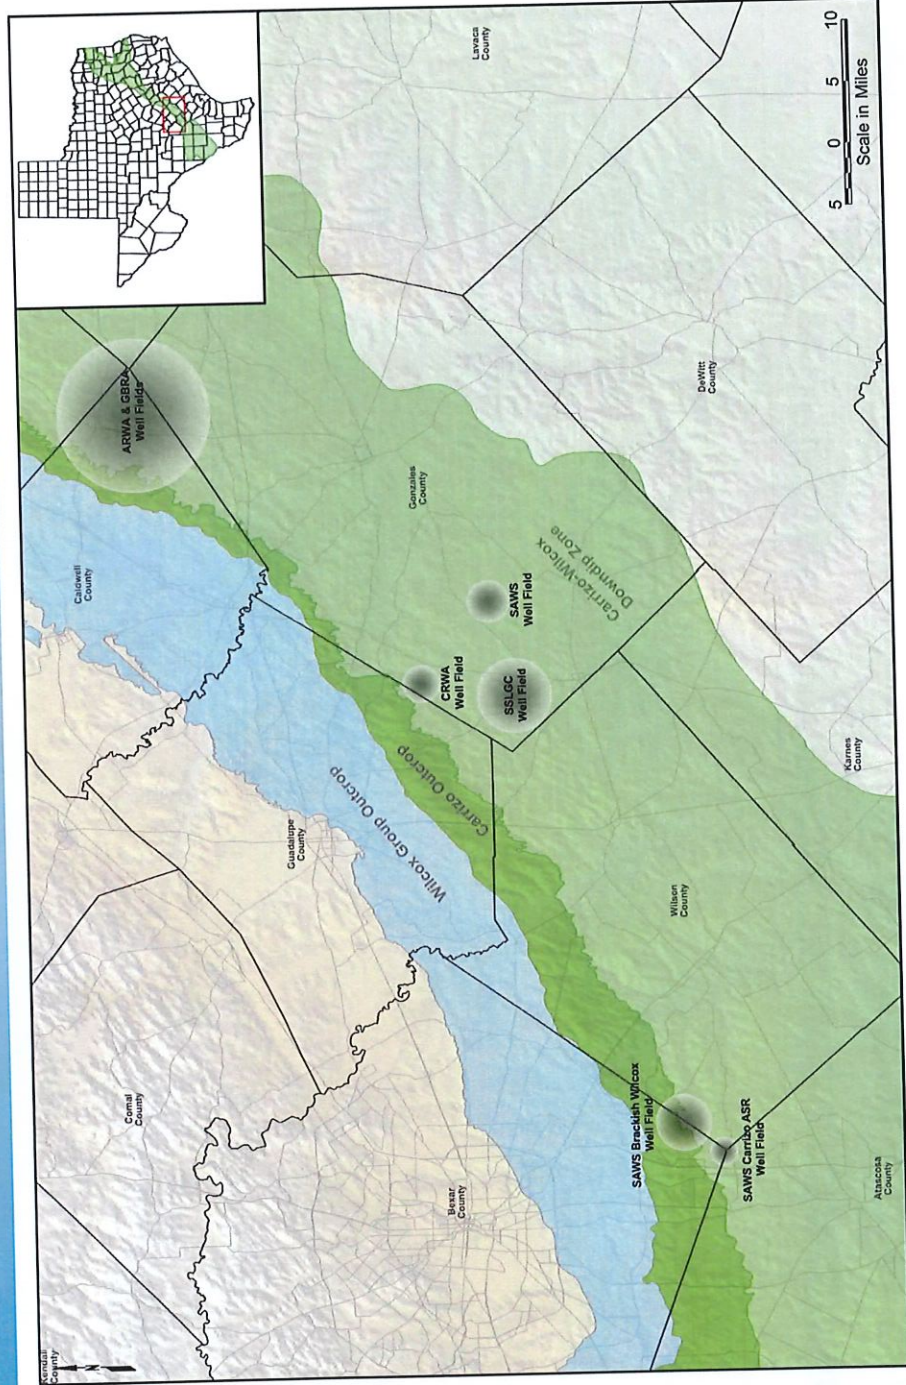 Kendall
County
N
Comal
County
Bexar
County
Guadalupe
County
Caldwell
County
Wilcox Group Outcrop
Carrizo Outcrop
ARWA & GBRA
Well Fields
CRWA
Well Field
SSLGC
Well Field
SAWS
Well Field
Gonzales
County
Carrizo-Wilcox
Downdip Zone
SAWS Brackish Wilcox
Well Field
SAWS Carrizo ASR
Well Field
Wilson
County
Atascosa
County
Karnes
County
DeWitt
County
Lavaca
County
5 0 5 10
Scale in Miles